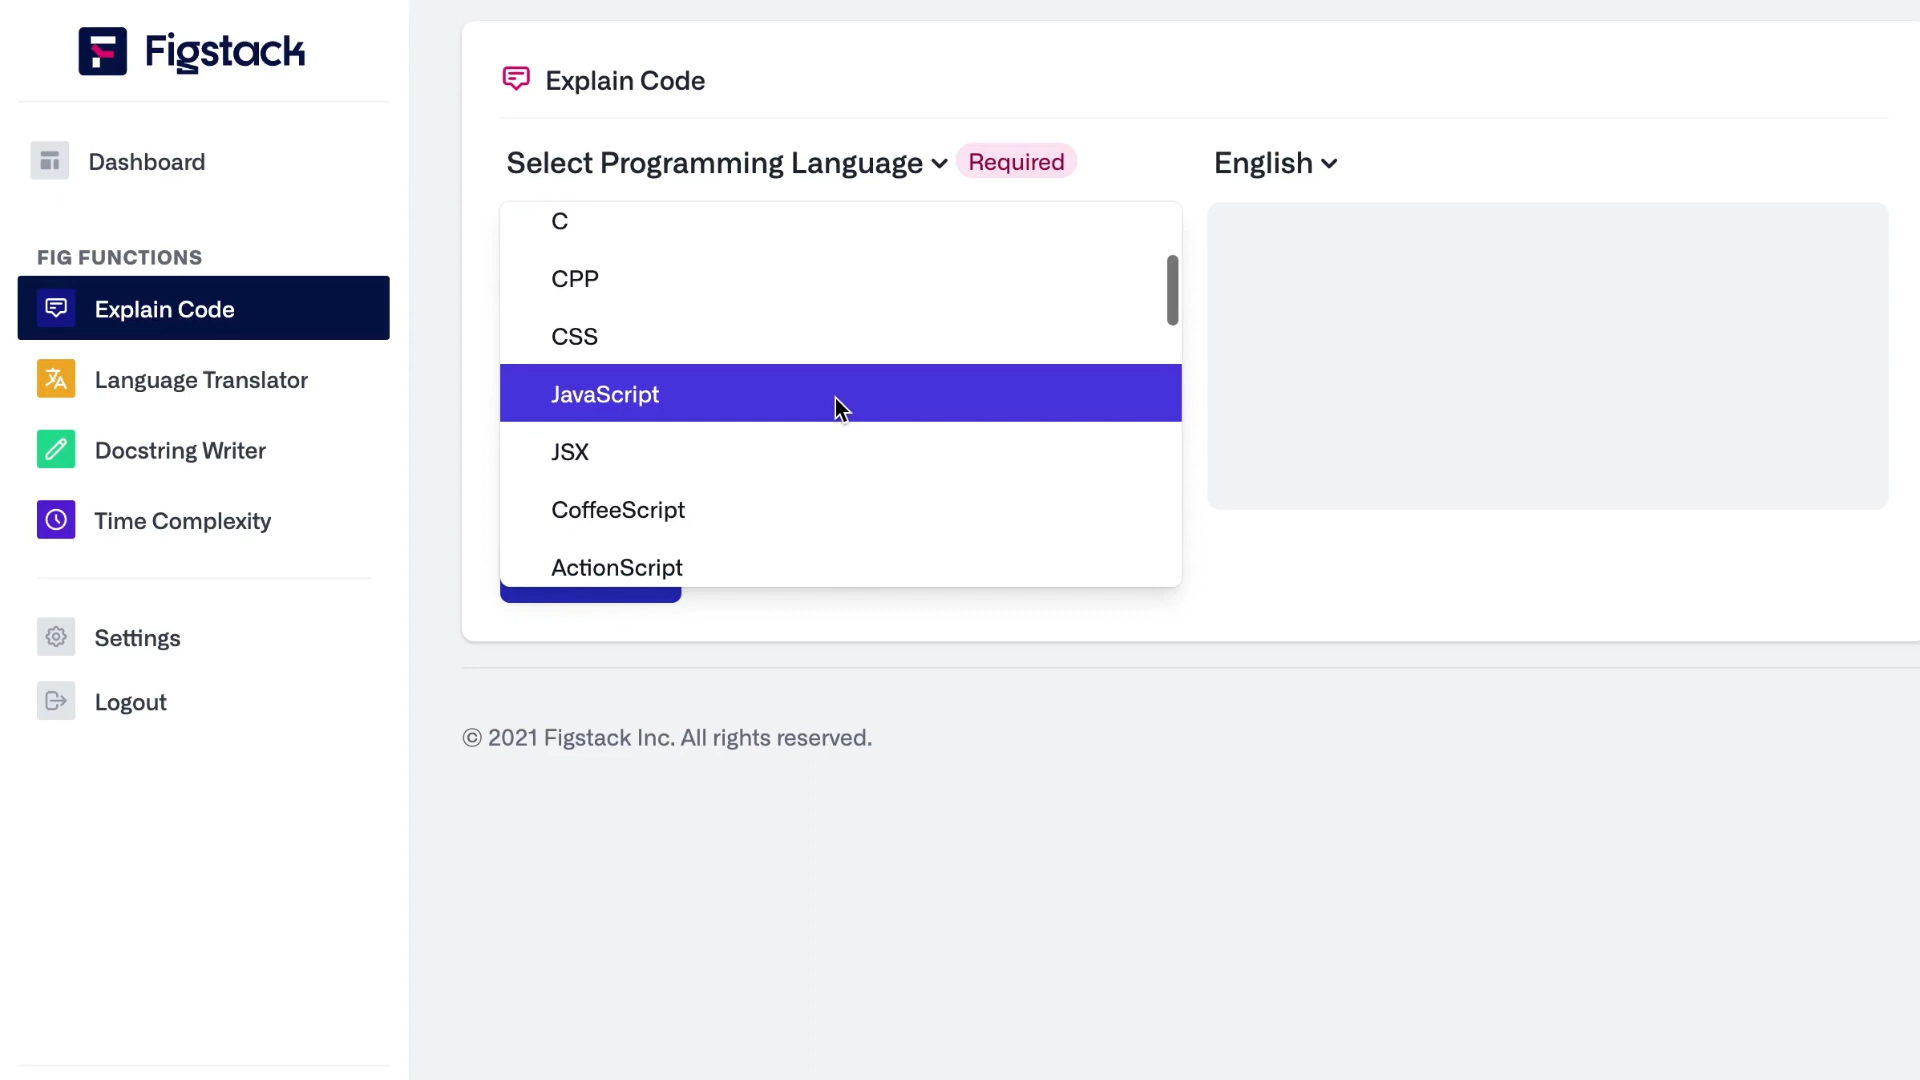 Figstack
Dashboard
FIG FUNCTIONS
Explain Code
Language Translator
Docstring Writer
Time Complexity
Settings
Logout
Explain Code
Select Programming Language Required
English
C
CPP
CSS
JavaScript
JSX
CoffeeScript
ActionScript
© 2021 Figstack Inc. All rights reserved.